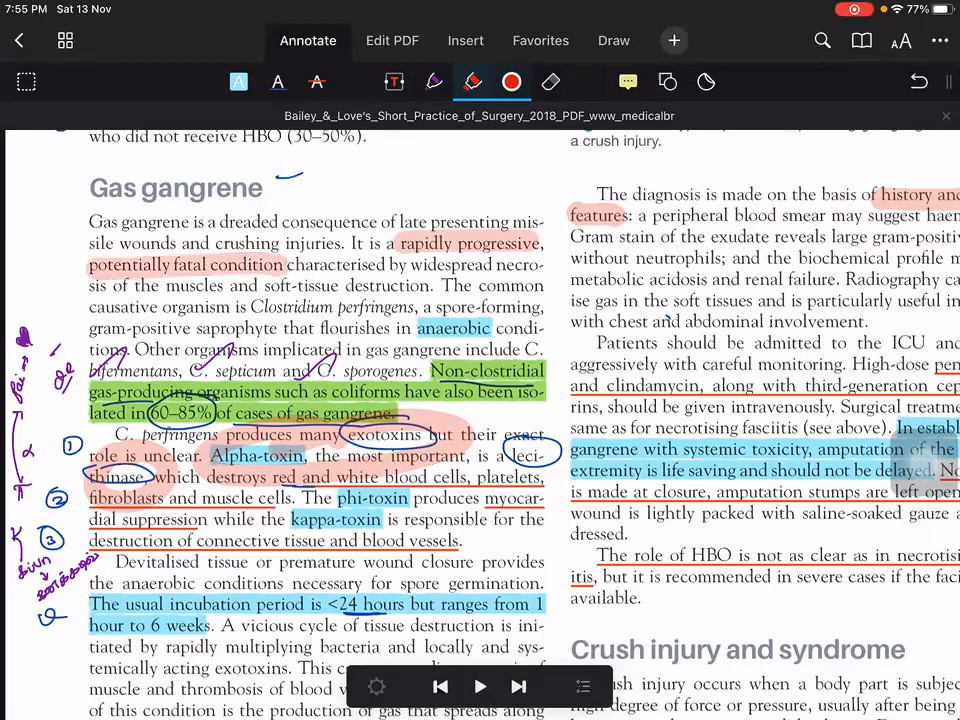 7:55 PM Sat 13 Nov
77%
Annotate Edit PDF Insert Favorites Draw
AA
A A A T
Bailey_&_Love's_Short_Practice_of_Surgery_2018_PDF_www_medicalbr
who did not receive HBO (30–50%).
Gas gangrene
Gas gangrene is a dreaded consequence of late presenting mis-
sile wounds and crushing injuries. It is a rapidly progressive,
potentially fatal condition characterised by widespread necro-
sis of the muscles and soft-tissue destruction. The common
causative organism is Clostridium perfringens, a spore-forming,
gram-positive saprophyte that flourishes in anaerobic condi-
tions. Other organisms implicated in gas gangrene include C.
bifermentans, C. septicum and C. sporogenes. Non-clostridial
gas-producing organisms such as coliforms have also been iso-
lated in 60–85% of cases of gas gangrene.
C. perfringens produces many exotoxins but their exact
role is unclear. Alpha-toxin, the most important, is a leci-
thinase, which destroys red and white blood cells, platelets,
fibroblasts and muscle cells. The phi-toxin produces myocar-
dial suppression while the kappa-toxin is responsible for the
destruction of connective tissue and blood vessels.
Devitalised tissue or premature wound closure provides
the anaerobic conditions necessary for spore germination.
The usual incubation period is <24 hours but ranges from 1
hour to 6 weeks. A vicious cycle of tissue destruction is ini-
tiated by rapidly multiplying bacteria and locally and sys-
temically acting exotoxins. This
muscle and thrombosis of blood
of this condition is the production of gas that spreads along
1
2
3
a crush injury.
The diagnosis is made on the basis of history and
features: a peripheral blood smear may suggest haem
Gram stain of the exudate reveals large gram-positi
without neutrophils; and the biochemical profile m
metabolic acidosis and renal failure. Radiography ca
ise gas in the soft tissues and is particularly useful in
with chest and abdominal involvement.
Patients should be admitted to the ICU and
aggressively with careful monitoring. High-dose pen
and clindamycin, along with third-generation cep
rins, should be given intravenously. Surgical treatme
same as for necrotising fasciitis (see above). In establ
gangrene with systemic toxicity, amputation of the
extremity is life saving and should not be delayed. No
is made at closure, amputation stumps are left open
wound is lightly packed with saline-soaked gauze a
dressed.
The role of HBO is not as clear as in necrotisi
itis, but it is recommended in severe cases if the faci
available.
Crush injury and syndrome
ush injury occurs when a body part is subjec
high degree of force or pressure, usually after being